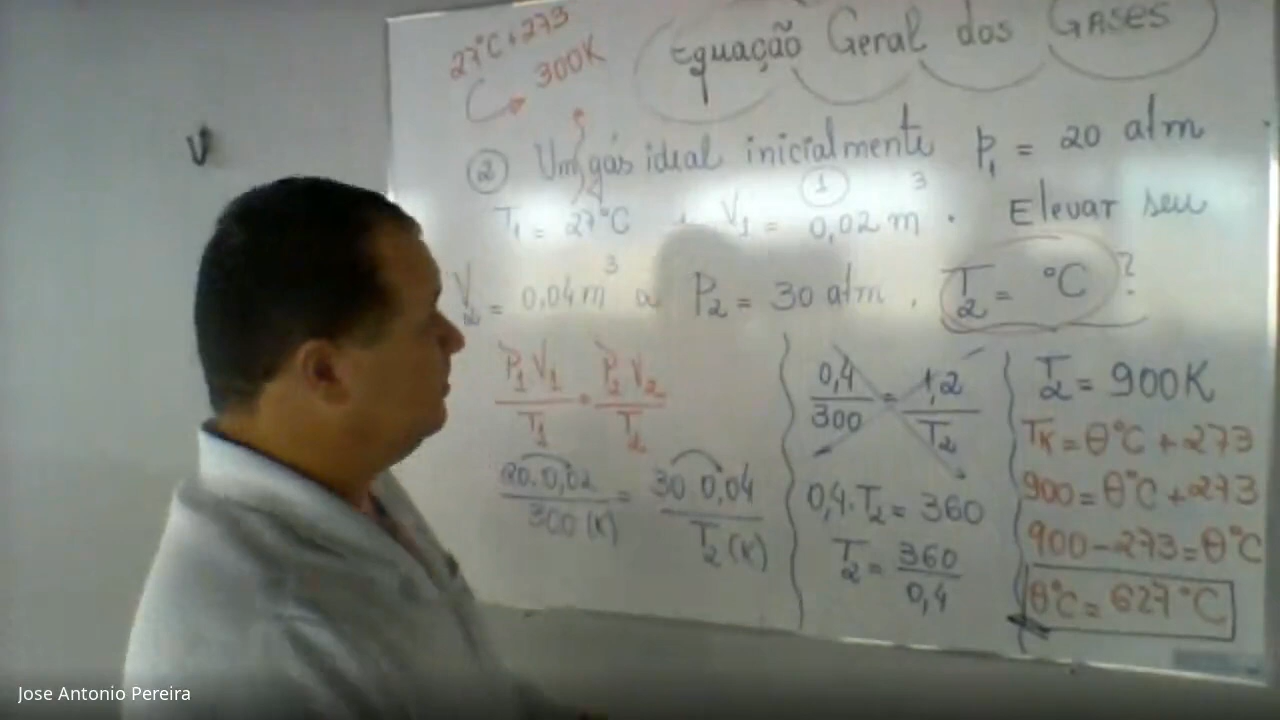 27°C+273
300K
Equação Geral dos GASES
② Um gás ideal inicialmente P₁ = 20 atm
①
T₁ = 27°C V₁ = 0,02 m³. Elevar seu
V₂ = 0,04m³ a P₂ = 30 atm. T₂ = °C?
P₁V₁/T₁ = P₁V₂/T₂
20.0,02/300(K) = 30.0,04/T₂(K)
0,4/300 = 1,2/T₂
0,4.T₂ = 360
T₂ = 360/0,4
T₂ = 900K
TK = θ°C + 273
900 = θ°C + 273
900-273 = θ°C
θ°C = 627°C
Jose Antonio Pereira